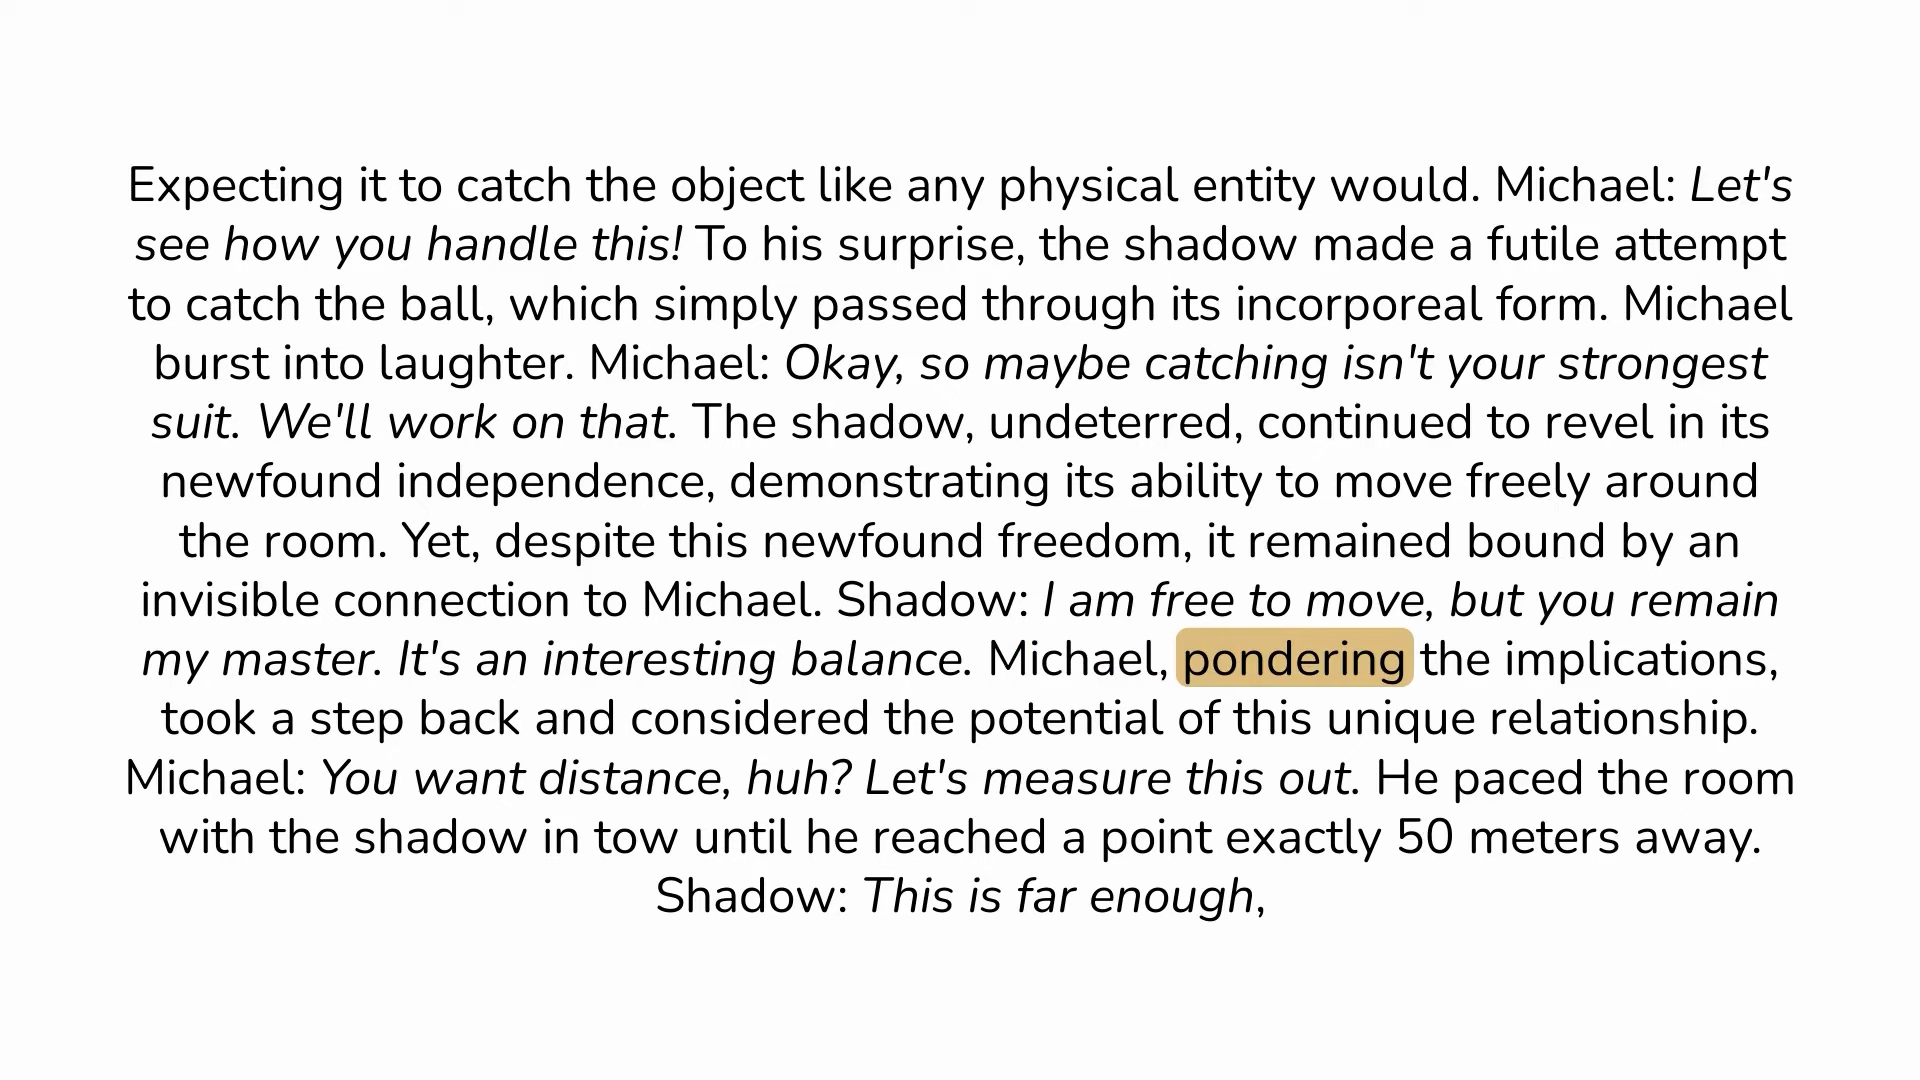 Expecting it to catch the object like any physical entity would. Michael: Let's
see how you handle this! To his surprise, the shadow made a futile attempt
to catch the ball, which simply passed through its incorporeal form. Michael
burst into laughter. Michael: Okay, so maybe catching isn't your strongest
suit. We'll work on that. The shadow, undeterred, continued to revel in its
newfound independence, demonstrating its ability to move freely around
the room. Yet, despite this newfound freedom, it remained bound by an
invisible connection to Michael. Shadow: I am free to move, but you remain
my master. It's an interesting balance. Michael, pondering the implications,
took a step back and considered the potential of this unique relationship.
Michael: You want distance, huh? Let's measure this out. He paced the room
with the shadow in tow until he reached a point exactly 50 meters away.
Shadow: This is far enough,